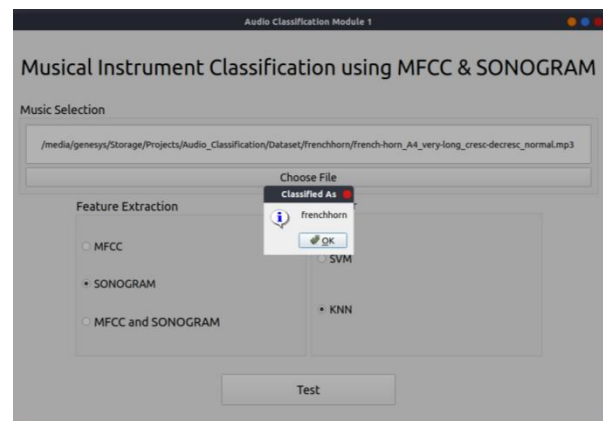 Audio Classification Module 1
Musical Instrument Classification using MFCC & SONOGRAM
Music Selection
/media/genesys/Storage/Projects/Audio_Classification/Dataset/frenchhorn/french-horn_A4_very-long_cresc-decresc_normal.mp3
Choose File
Classified As
frenchhorn
OK
Feature Extraction
MFCC
SONOGRAM
MFCC and SONOGRAM
SVM
KNN
Test